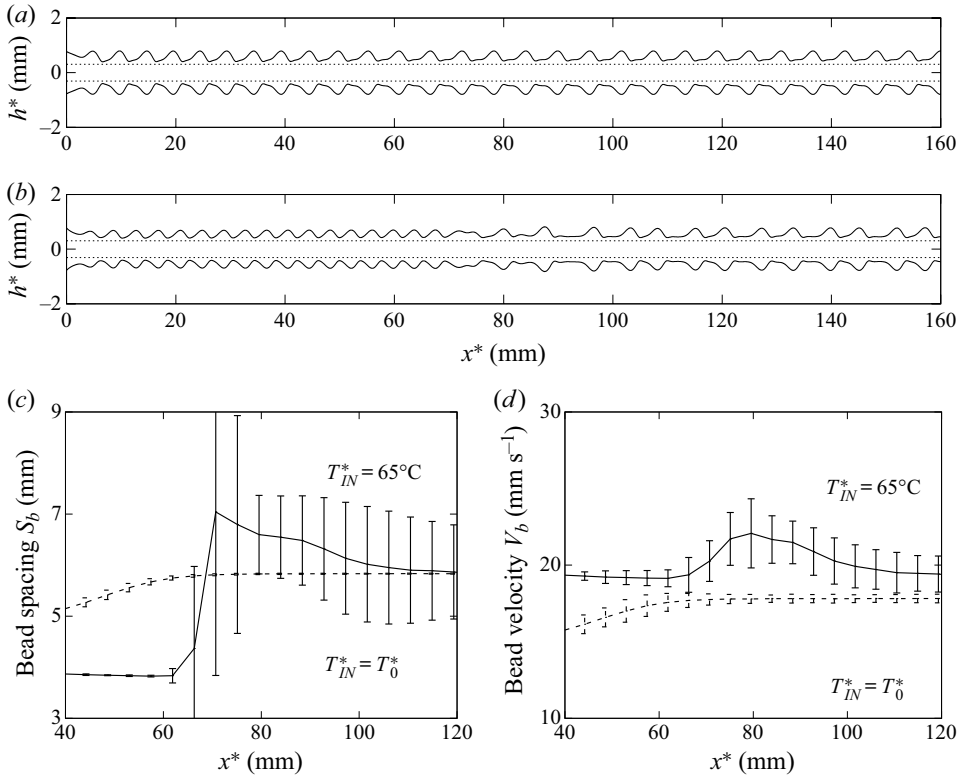 (a)
2
0
−2
h* (mm)
0 20 40 60 80 100 120 140 160
(b)
2
0
−2
h* (mm)
0 20 40 60 80 100 120 140 160
x* (mm)
(c)
9
7
5
3
Bead spacing S_b (mm)
T*_IN = 65°C
T*_IN = T*_0
40 60 80 100 120
x* (mm)
(d)
30
20
10
Bead velocity V_b (mm s⁻¹)
T*_IN = 65°C
T*_IN = T*_0
40 60 80 100 120
x* (mm)